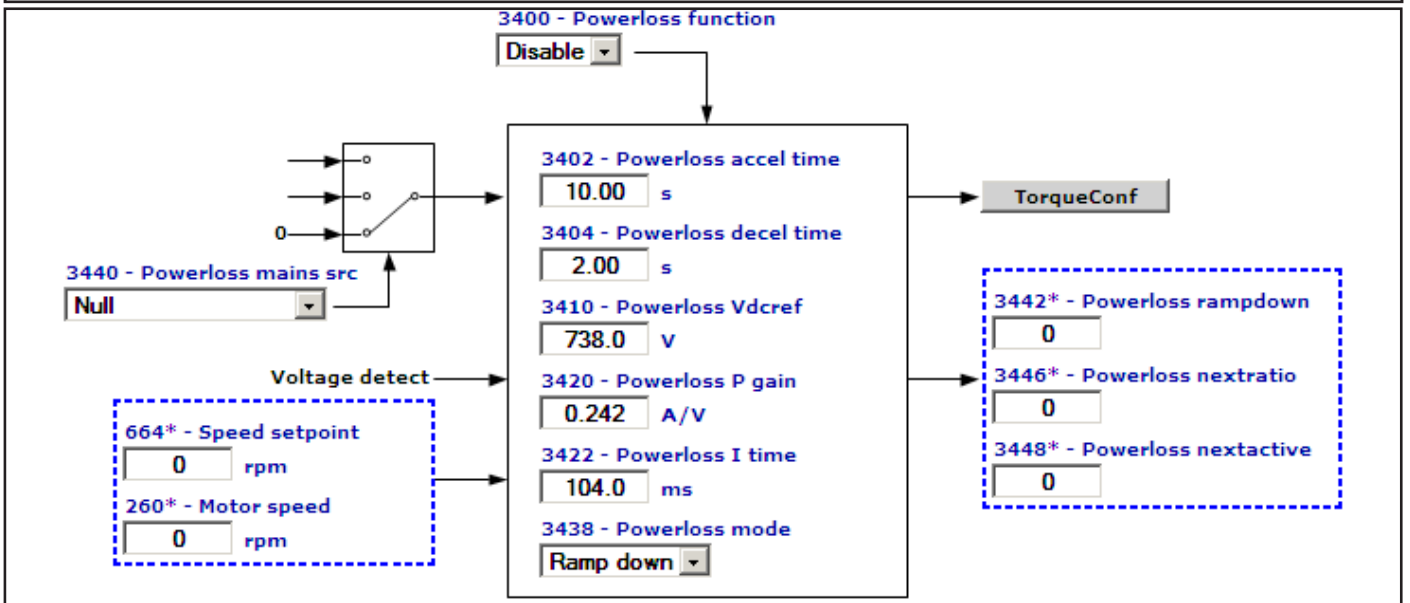 3400 - Powerloss function
Disable
3402 - Powerloss accel time
10.00 s
0
TorqueConf
3404 - Powerloss decel time
2.00 s
3440 - Powerloss mains src
Null
3410 - Powerloss Vdcref
738.0 V
3442* - Powerloss rampdown
0
Voltage detect
3420 - Powerloss P gain
0.242 A/V
3446* - Powerloss nextratio
0
664* - Speed setpoint
0 rpm
3422 - Powerloss I time
104.0 ms
3448* - Powerloss nextactive
0
260* - Motor speed
0 rpm
3438 - Powerloss mode
Ramp down